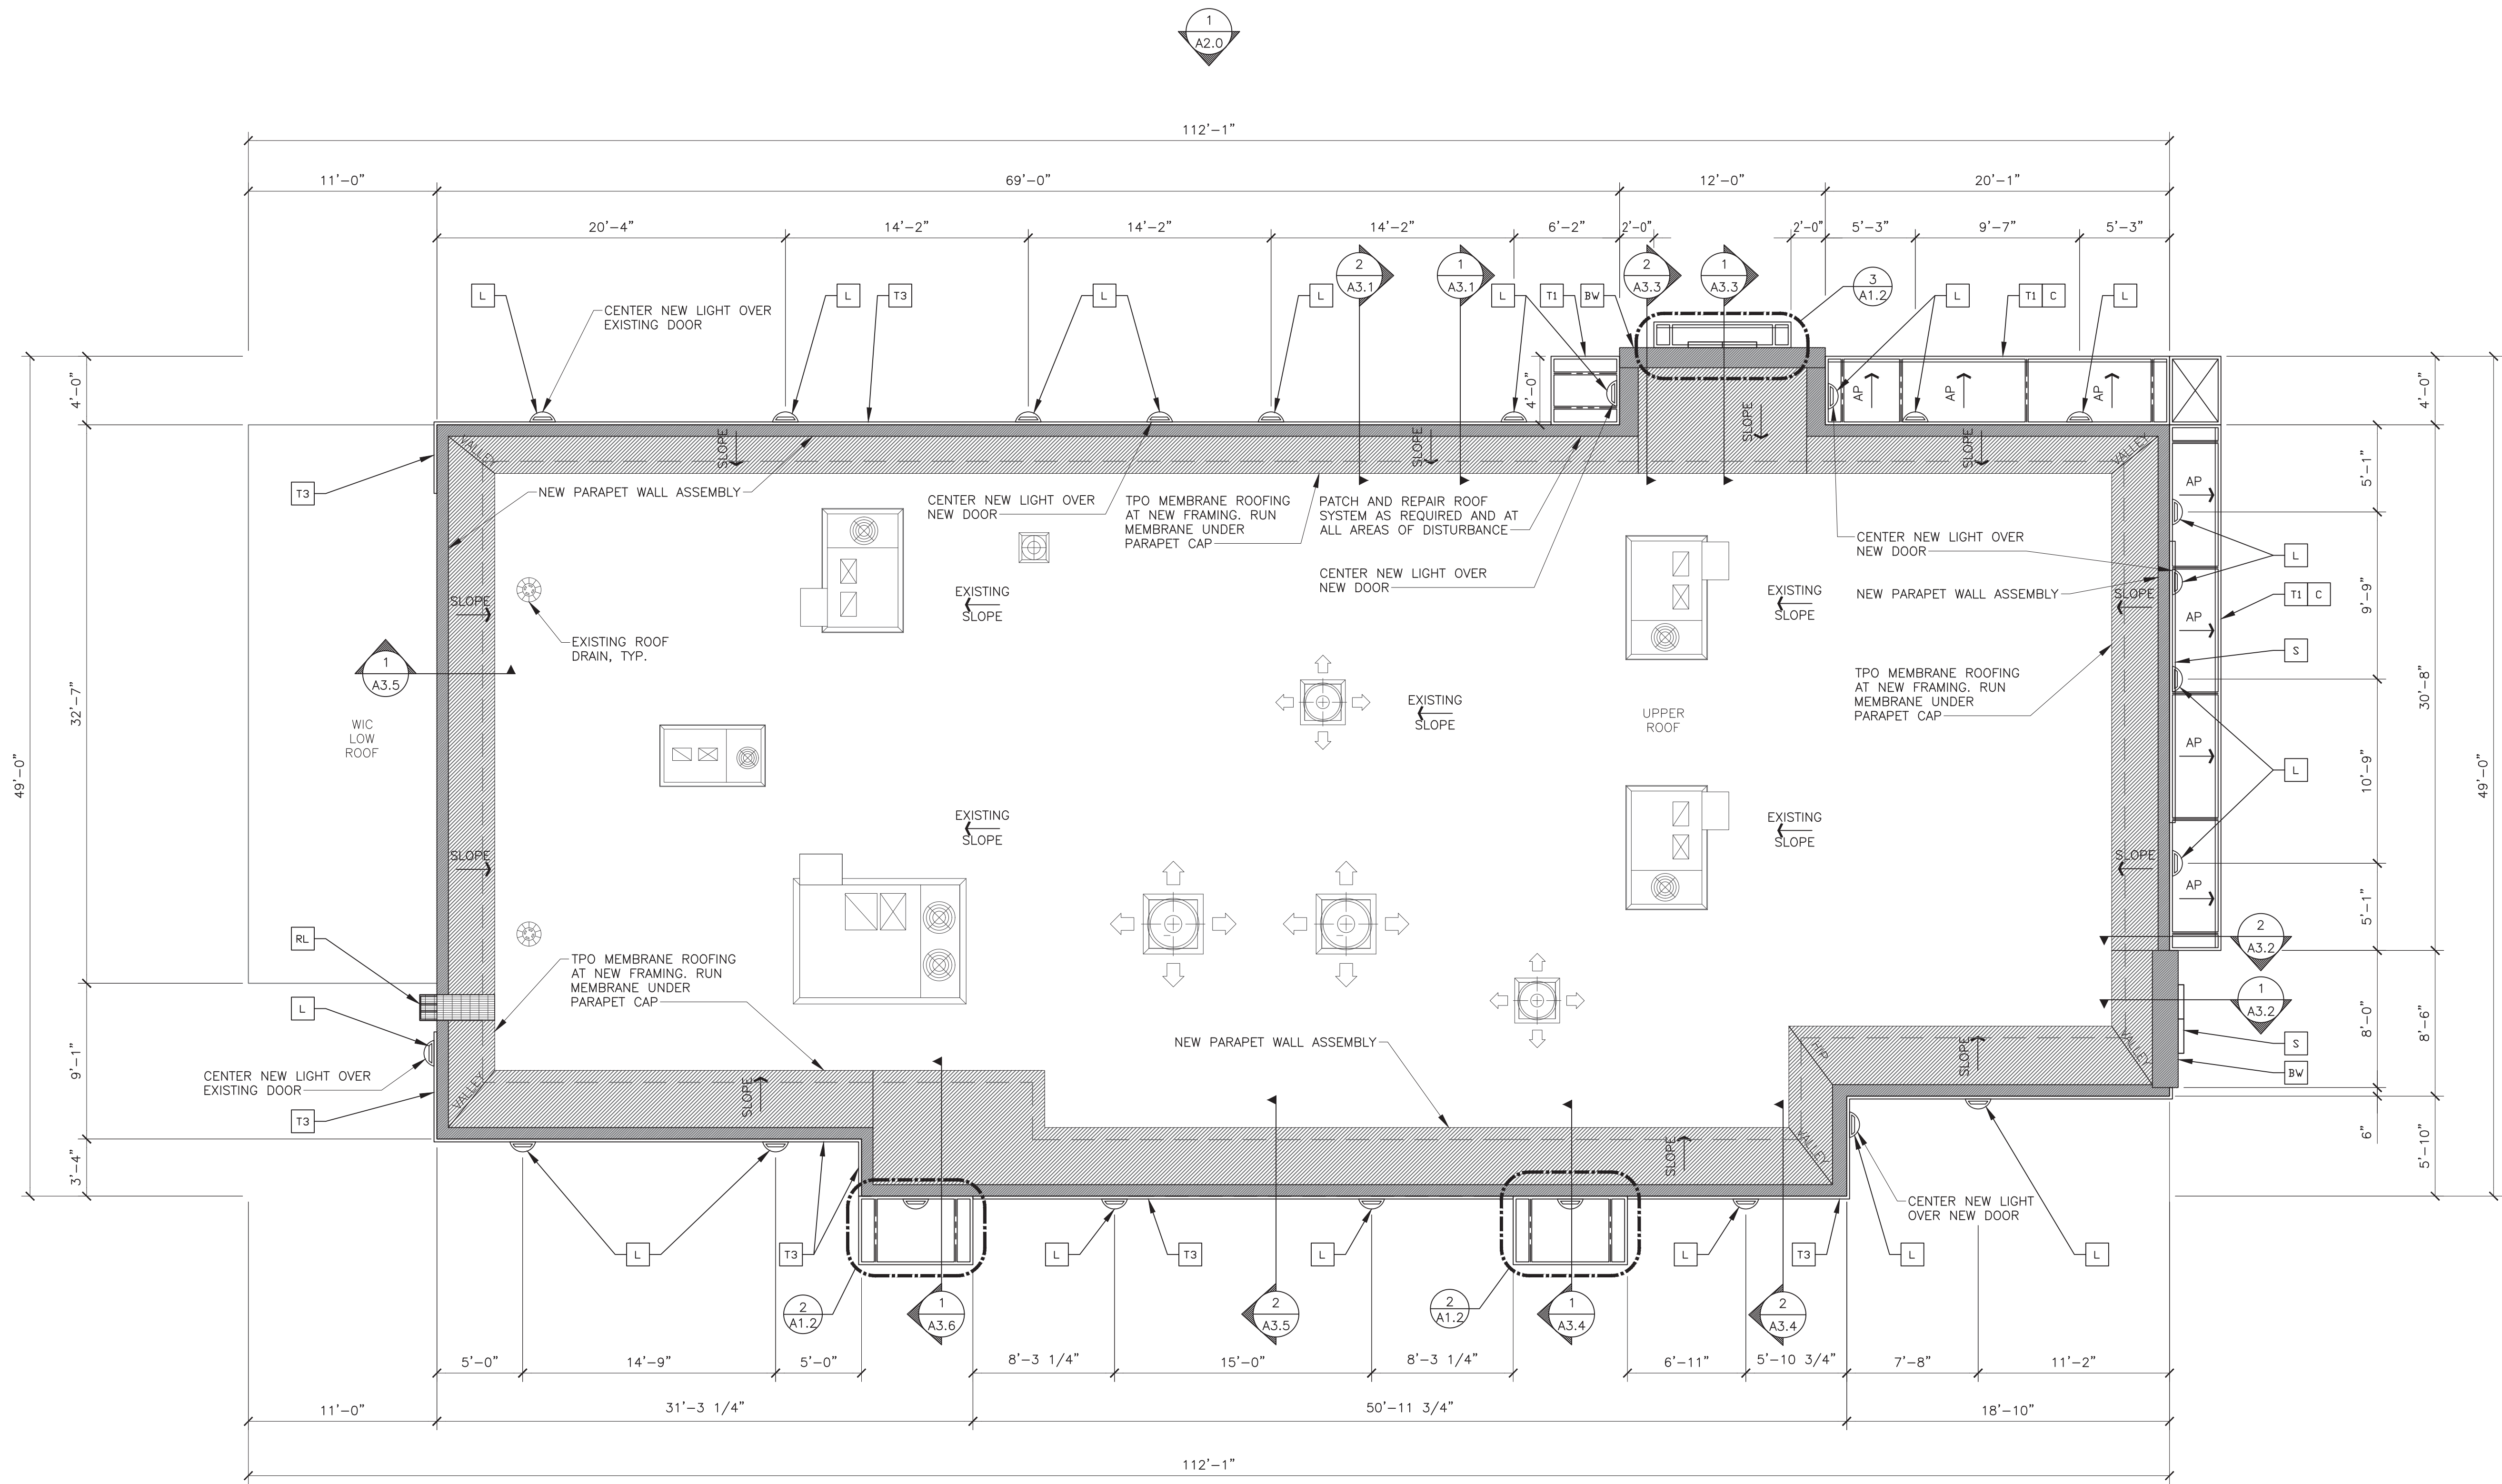 1
A2.0
112'-1"
11'-0"
69'-0"
12'-0"
20'-1"
20'-4"
14'-2"
14'-2"
14'-2"
6'-2"
2'-0"
2'-0"
5'-3"
9'-7"
5'-3"
2
A3.1
1
A3.1
2
A3.3
1
A3.3
3
A1.2
L
CENTER NEW LIGHT OVER
EXISTING DOOR
L
T3
L
L
L
T1
BW
L
T1 C
L
4'-0"
4'-0"
AP
AP
AP
4'-0"
SLOPE
SLOPE
SLOPE
SLOPE
VALLEY
VALLEY
T3
NEW PARAPET WALL ASSEMBLY
CENTER NEW LIGHT OVER
NEW DOOR
TPO MEMBRANE ROOFING
AT NEW FRAMING. RUN
MEMBRANE UNDER
PARAPET CAP
PATCH AND REPAIR ROOF
SYSTEM AS REQUIRED AND AT
ALL AREAS OF DISTURBANCE
CENTER NEW LIGHT OVER
NEW DOOR
CENTER NEW LIGHT OVER
NEW DOOR
NEW PARAPET WALL ASSEMBLY
AP
5'-1"
L
T1 C
9'-9"
SLOPE
SLOPE
EXISTING
SLOPE
EXISTING
SLOPE
EXISTING ROOF
DRAIN, TYP.
AP
S
1
A3.5
32'-7"
30'-8"
WIC
LOW
ROOF
EXISTING
SLOPE
UPPER
ROOF
TPO MEMBRANE ROOFING
AT NEW FRAMING. RUN
MEMBRANE UNDER
PARAPET CAP
AP
L
10'-9"
49'-0"
49'-0"
EXISTING
SLOPE
EXISTING
SLOPE
SLOPE
SLOPE
AP
5'-1"
RL
2
A3.2
TPO MEMBRANE ROOFING
AT NEW FRAMING. RUN
MEMBRANE UNDER
PARAPET CAP
1
A3.2
L
8'-0"
8'-6"
9'-1"
S
BW
NEW PARAPET WALL ASSEMBLY
CENTER NEW LIGHT OVER
EXISTING DOOR
T3
VALLEY
SLOPE
HIP
SLOPE
VALLEY
SLOPE
VALLEY
6"
5'-10"
3'-4"
CENTER NEW LIGHT
OVER NEW DOOR
L
T3
L
T3
L
L
T3
L
L
2
A1.2
1
A3.6
2
A3.5
2
A1.2
1
A3.4
2
A3.4
5'-0"
14'-9"
5'-0"
8'-3 1/4"
15'-0"
8'-3 1/4"
6'-11"
5'-10 3/4"
7'-8"
11'-2"
11'-0"
31'-3 1/4"
50'-11 3/4"
18'-10"
112'-1"